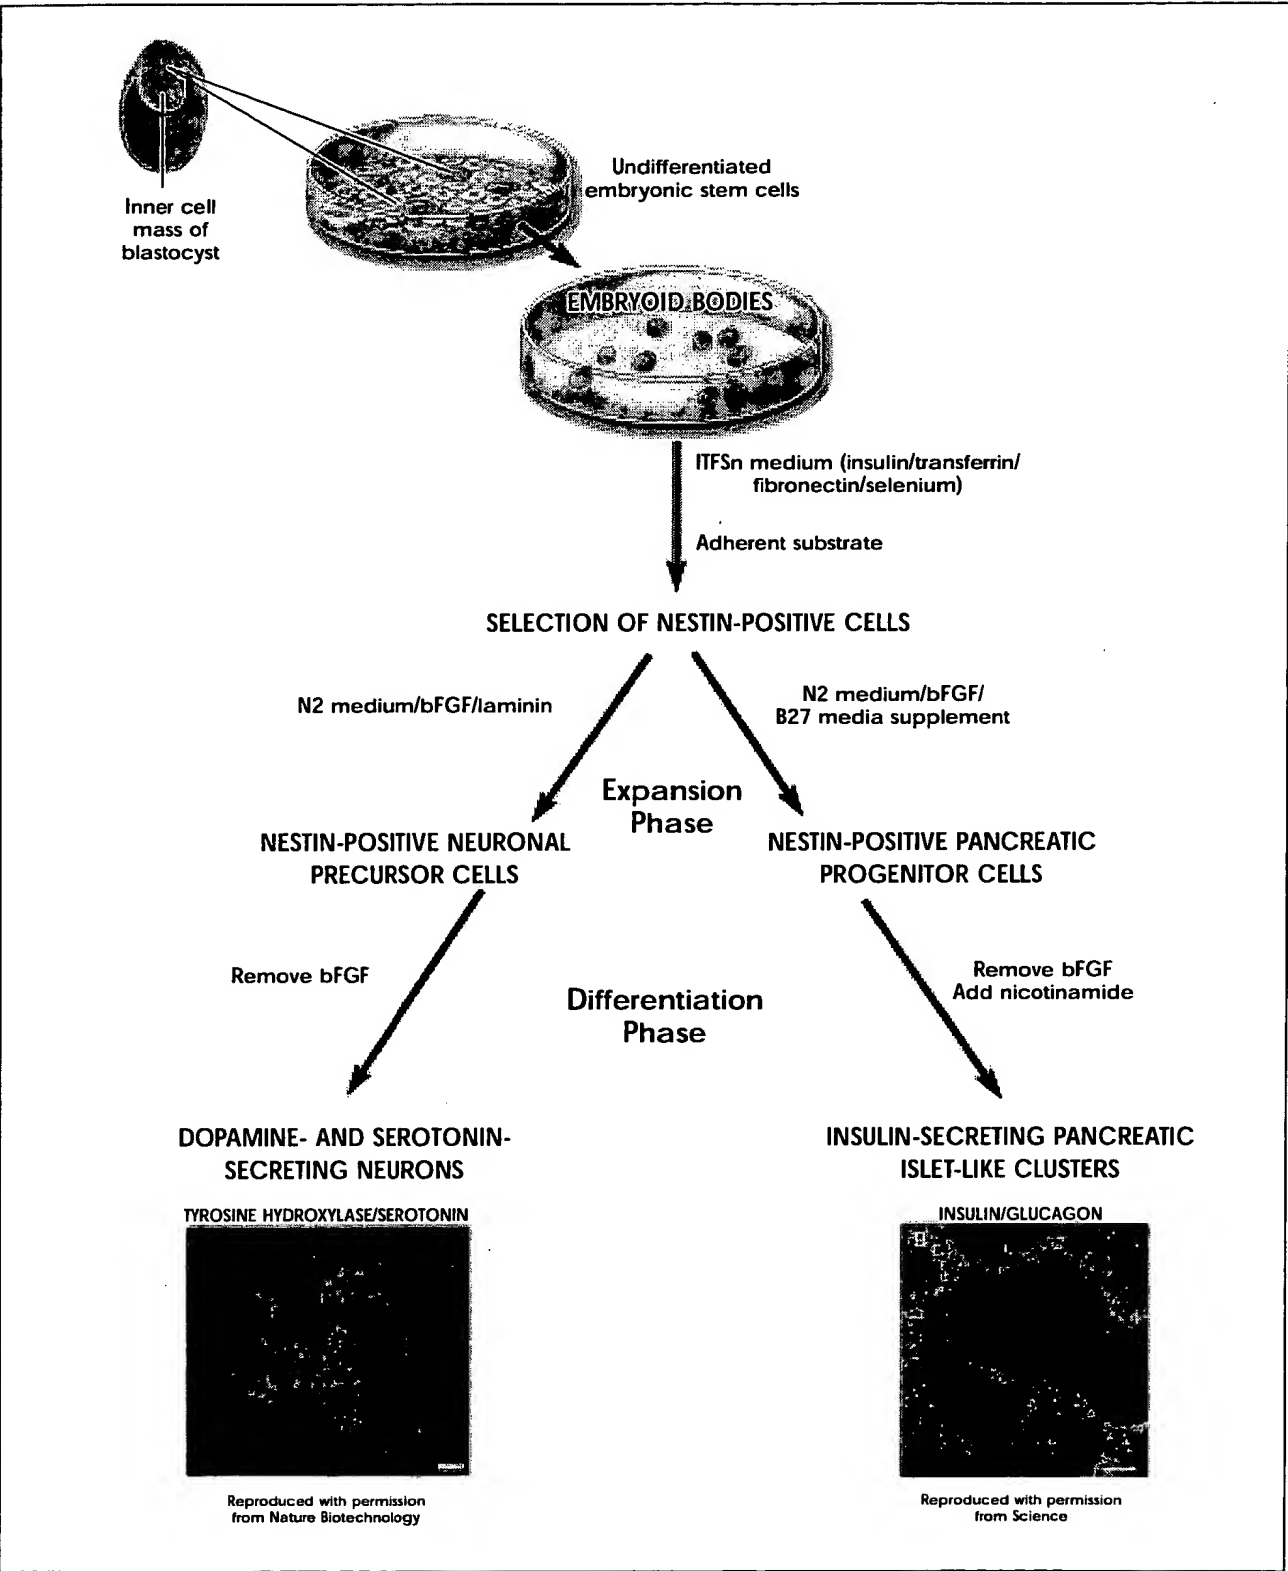 Inner cell
mass of
blastocyst
Undifferentiated
embryonic stem cells
EMBRYOID BODIES
ITFSn medium (insulin/transferrin/
fibronectin/selenium)
Adherent substrate
SELECTION OF NESTIN-POSITIVE CELLS
N2 medium/bFGF/laminin
N2 medium/bFGF/
B27 media supplement
Expansion
Phase
NESTIN-POSITIVE NEURONAL
PRECURSOR CELLS
NESTIN-POSITIVE PANCREATIC
PROGENITOR CELLS
Remove bFGF
Remove bFGF
Add nicotinamide
Differentiation
Phase
DOPAMINE- AND SEROTONIN-
SECRETING NEURONS
INSULIN-SECRETING PANCREATIC
ISLET-LIKE CLUSTERS
TYROSINE HYDROXYLASE/SEROTONIN
INSULIN/GLUCAGON
Reproduced with permission
from Nature Biotechnology
Reproduced with permission
from Science